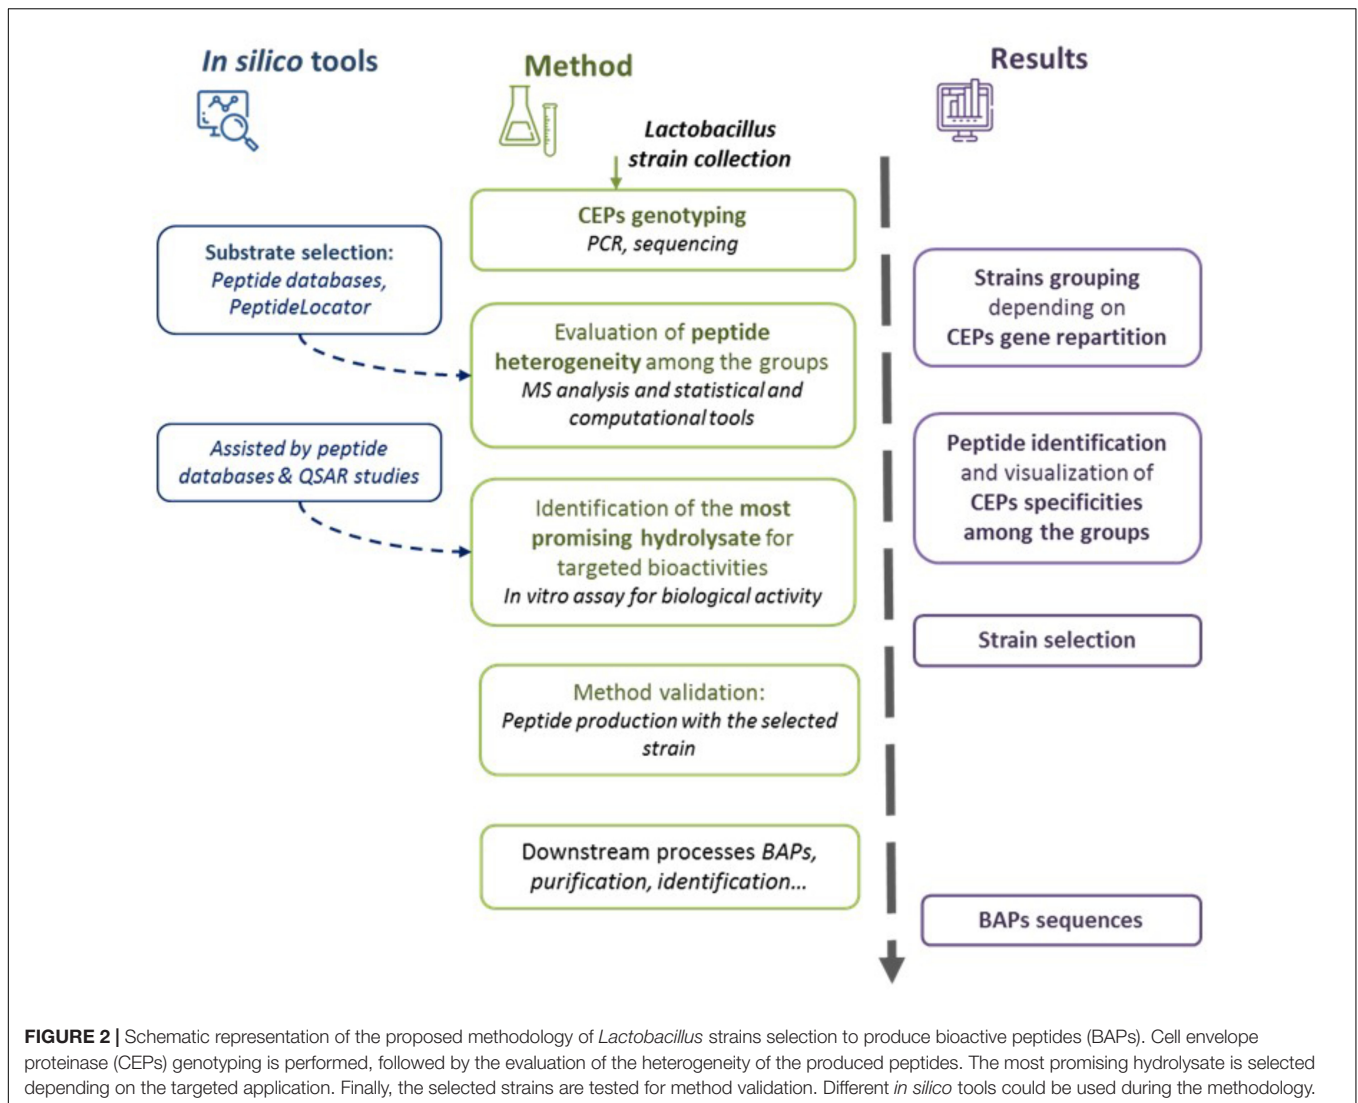 In silico tools
Method
Results
Lactobacillus
strain collection
CEPs genotyping
PCR, sequencing
Substrate selection:
Peptide databases,
PeptideLocator
Strains grouping
depending on
CEPs gene repartition
Evaluation of peptide
heterogeneity among the groups
MS analysis and statistical and
computational tools
Assisted by peptide
databases & QSAR studies
Peptide identification
and visualization of
CEPs specificities
among the groups
Identification of the most
promising hydrolysate for
targeted bioactivities
In vitro assay for biological activity
Strain selection
Method validation:
Peptide production with the selected
strain
Downstream processes BAPs,
purification, identification...
BAPs sequences
FIGURE 2 | Schematic representation of the proposed methodology of Lactobacillus strains selection to produce bioactive peptides (BAPs). Cell envelope
proteinase (CEPs) genotyping is performed, followed by the evaluation of the heterogeneity of the produced peptides. The most promising hydrolysate is selected
depending on the targeted application. Finally, the selected strains are tested for method validation. Different in silico tools could be used during the methodology.